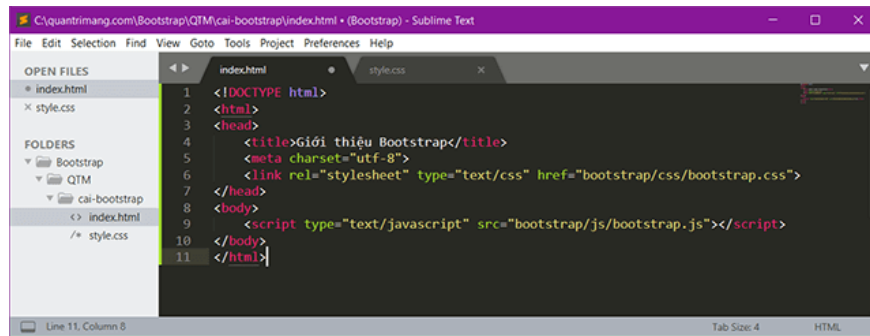 C:\quantrimang.com\Bootstrap\QTM\cai-bootstrap\index.html • (Bootstrap) - Sublime Text
File Edit Selection Find View Goto Tools Project Preferences Help
OPEN FILES
index.html
style.css
FOLDERS
Bootstrap
QTM
cai-bootstrap
<> index.html
/* style.css
index.html
style.css
1 <!DOCTYPE html>
2 <html>
3 <head>
4 <title>Giới thiệu Bootstrap</title>
5 <meta charset="utf-8">
6 <link rel="stylesheet" type="text/css" href="bootstrap/css/bootstrap.css">
7 </head>
8 <body>
9 <script type="text/javascript" src="bootstrap/js/bootstrap.js"></script>
10 </body>
11 </html>
Line 11, Column 8
Tab Size: 4
HTML